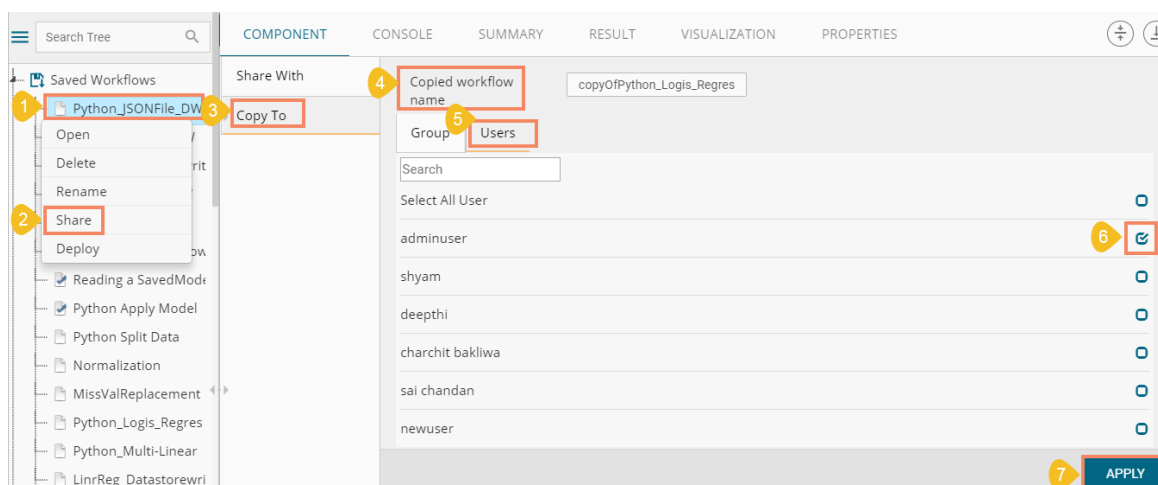 Search Tree
COMPONENT CONSOLE SUMMARY RESULT VISUALIZATION PROPERTIES
Saved Workflows
1 Python_JSONFile_DW
Open
Delete
rit
Rename
2 Share
Deploy
ow
Reading a SavedMode
Python Apply Model
Python Split Data
Normalization
MissValReplacement
Python_Logis_Regres
Python_Multi-Linear
LinrReg_Datastorewri
Share With
3 Copy To
4 Copied workflow
name
copyOfPython_Logis_Regres
5
Group Users
Search
Select All User
adminuser 6
shyam
deepthi
charchit bakliwa
sai chandan
newuser
7 APPLY